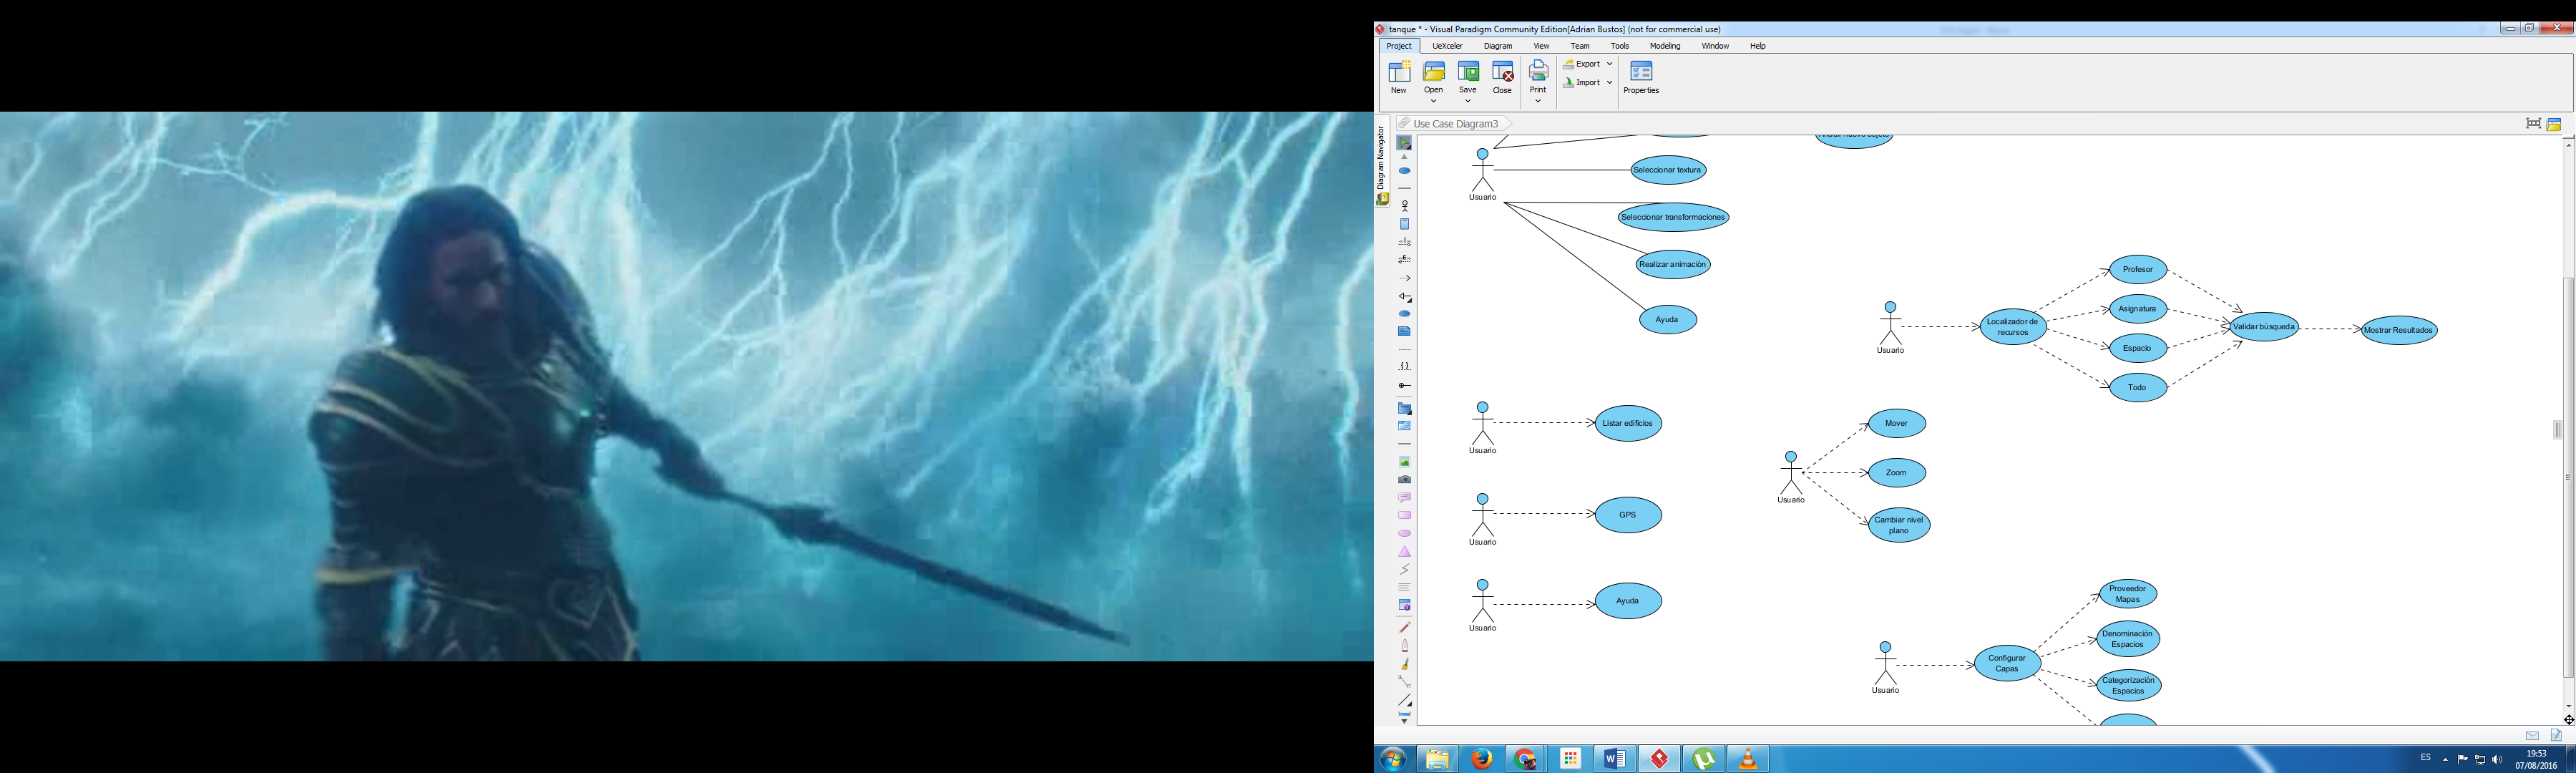 tanque * - Visual Paradigm Community Edition[Adrian Bustos] (not for commercial use)
Project UeXceler Diagram View Team Tools Modeling Window Help
New Open Save Close Print Export Import Properties
Diagram Navigator
Use Case Diagram3
Usuario
Seleccionar textura
Seleccionar transformaciones
Realizar animación
Ayuda
Usuario
Localizador de
recursos
Profesor
Asignatura
Espacio
Todo
Validar búsqueda
Mostrar Resultados
Usuario
Listar edificios
Usuario
Mover
Zoom
Cambiar nivel
plano
Usuario
GPS
Usuario
Ayuda
Usuario
Configurar
Capas
Proveedor
Mapas
Denominación
Espacios
Categorización
Espacios
ES
19:53
07/08/2016